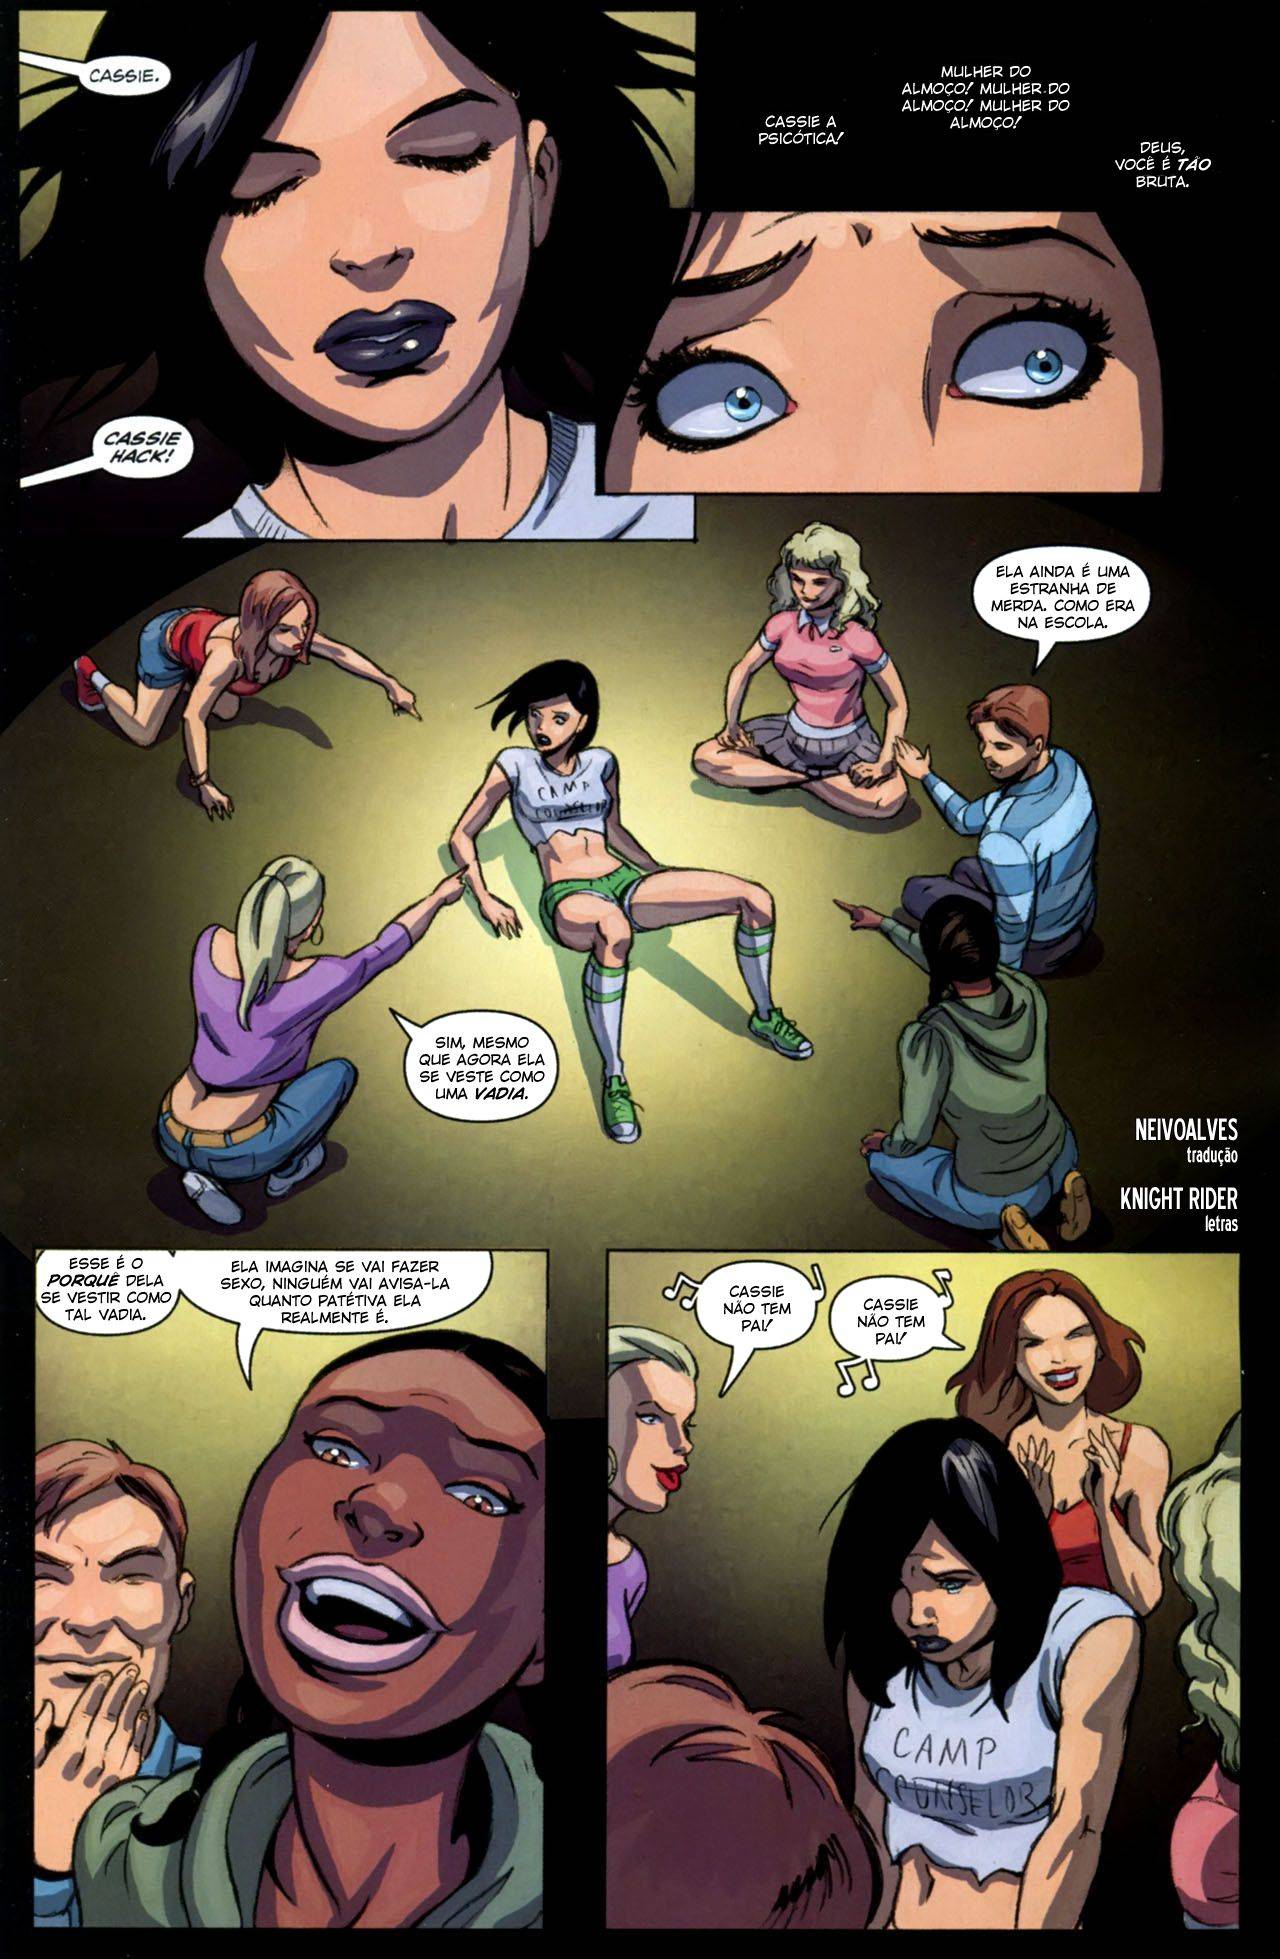 CASSIE.
CASSIE
HACK!
CASSIE A
PSICÓTICA!
MULHER DO
ALMOÇO! MULHER DO
ALMOÇO! MULHER DO
ALMOÇO!
DEUS,
VOCÊ É TÃO
BRUTA.
ELA AINDA É UMA
ESTRANHA DE
MERDA. COMO ERA
NA ESCOLA.
CAMP
COUNSELOR
SIM, MESMO
QUE AGORA ELA
SE VESTE COMO
UMA VADIA.
NEIVOALVES
tradução
KNIGHT RIDER
letras
ESSE É O
PORQUÊ DELA
SE VESTIR COMO
TAL VADIA.
ELA IMAGINA SE VAI FAZER
SEXO, NINGUÉM VAI AVISA-LA
QUANTO PATÉTIVA ELA
REALMENTE É.
CASSIE
NÃO TEM
PAI!
CASSIE
NÃO TEM
PAI!
CAMP
COUNSELOR